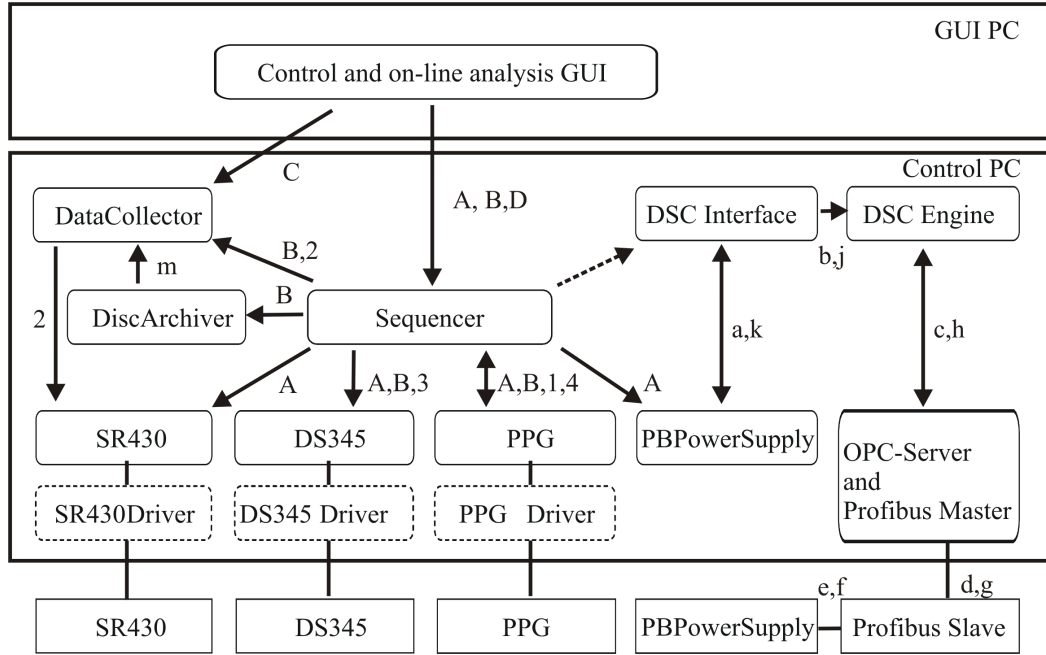 GUI PC
Control and on-line analysis GUI
C
A, B,D
Control PC
DataCollector
DSC Interface
DSC Engine
b,j
B,2
m
B
2
DiscArchiver
Sequencer
a,k
c,h
A
A,B,3
A,B,1,4
A
SR430
DS345
PPG
PBPowerSupply
OPC-Server
and
Profibus Master
SR430Driver
DS345 Driver
PPG Driver
e,f
d,g
SR430
DS345
PPG
PBPowerSupply
Profibus Slave